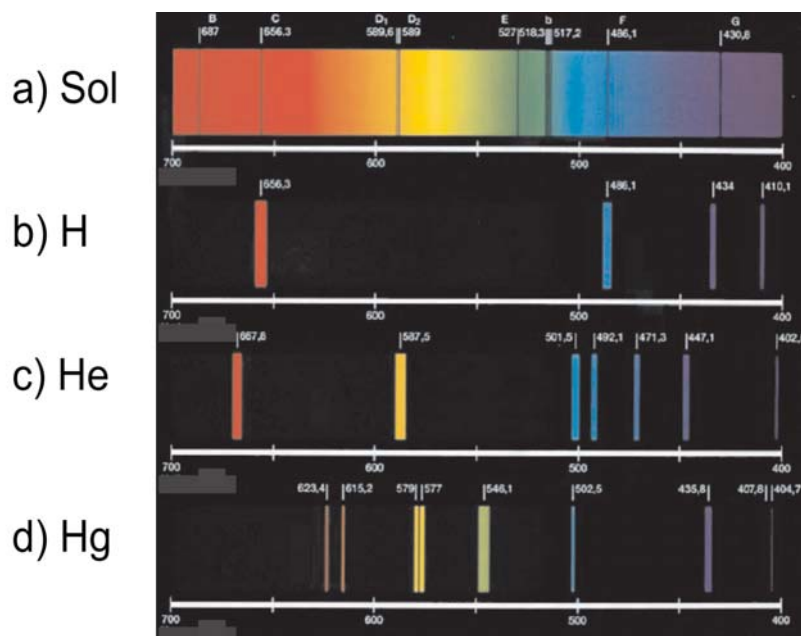 B C D₁ D₂ E b F G
687 656.3 589,6 589 527 518,3 517,2 486,1 430,8
a) Sol
700 600 500 400
656,3 486,1 434 410,1
b) H
700 600 500 400
667,8 587,5 501,5 492,1 471,3 447,1 402,
c) He
700 600 500 400
623,4 615,2 579 577 546,1 502,5 435,8 407,8 404,7
d) Hg
700 600 500 400